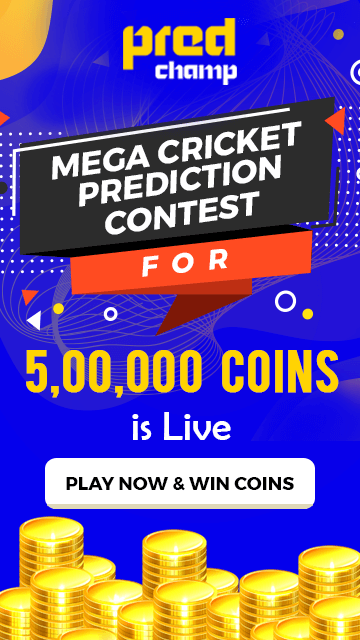 pred
champ
MEGA CRICKET
PREDICTION
CONTEST
FOR
5,00,000 COINS
is Live
PLAY NOW & WIN COINS